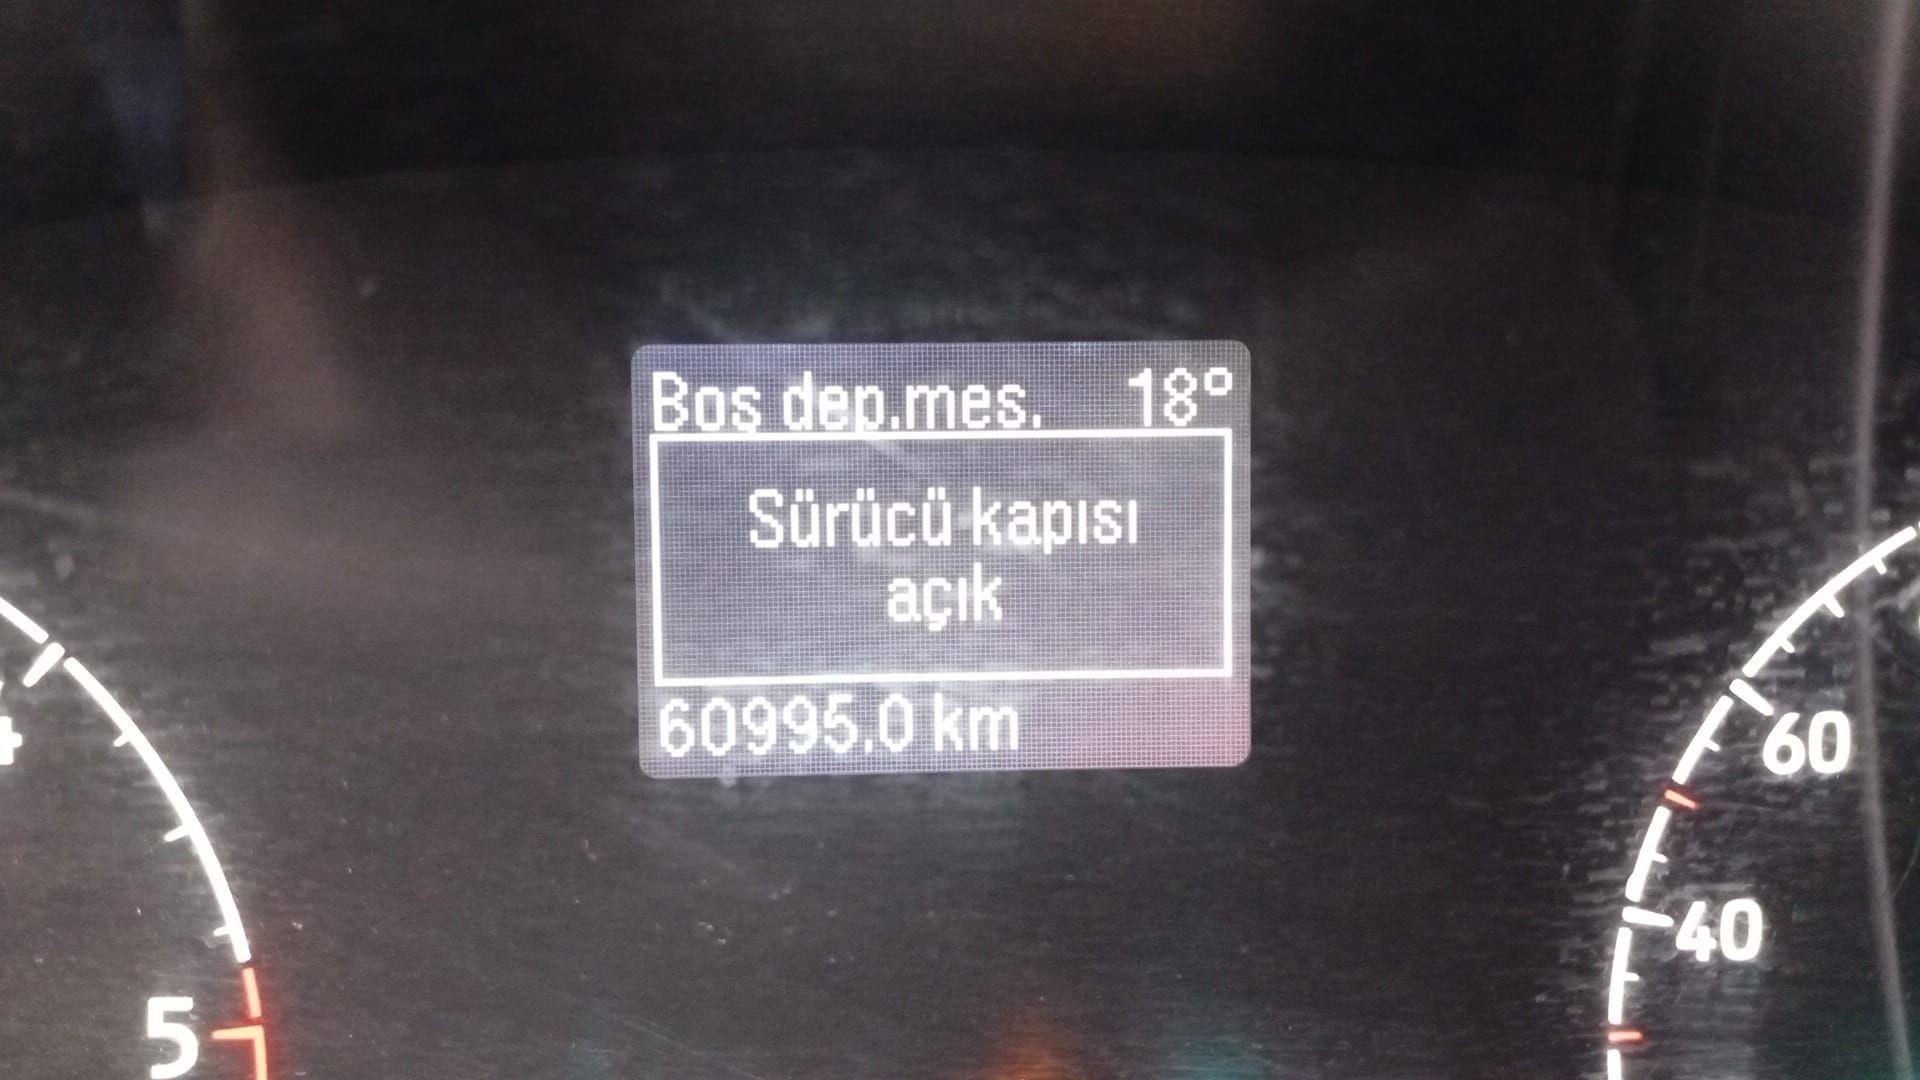 Boş dep.mes. 18°
Sürücü kapısı
açık
60995.0 km
60
40
5